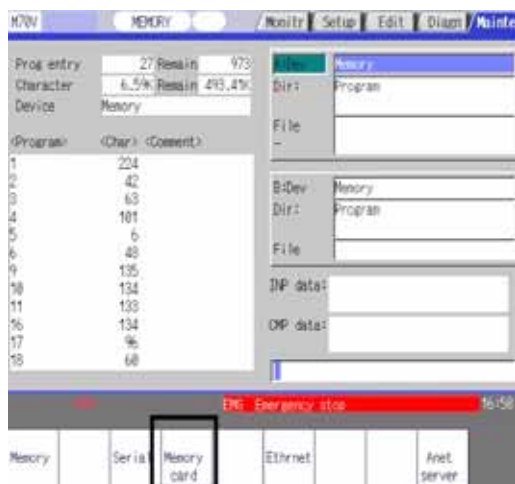 M70V MEMORY Monitr Setup Edit Diagn Mainte
Prog entry 27 Remain 973
Character 6.59K Remain 493.41K
Device Memory
<Program> <Char> <Comment>
1 224
2 42
3 63
4 101
5 6
6 48
9 135
10 134
11 133
16 134
17 96
18 60
A:Dev Memory
Dir: Program
File
-
B:Dev Memory
Dir: Program
File
INP data:
CMP data:
EMG Emergency stop 16:58
Memory Serial Memory card Ethrnet Anet server